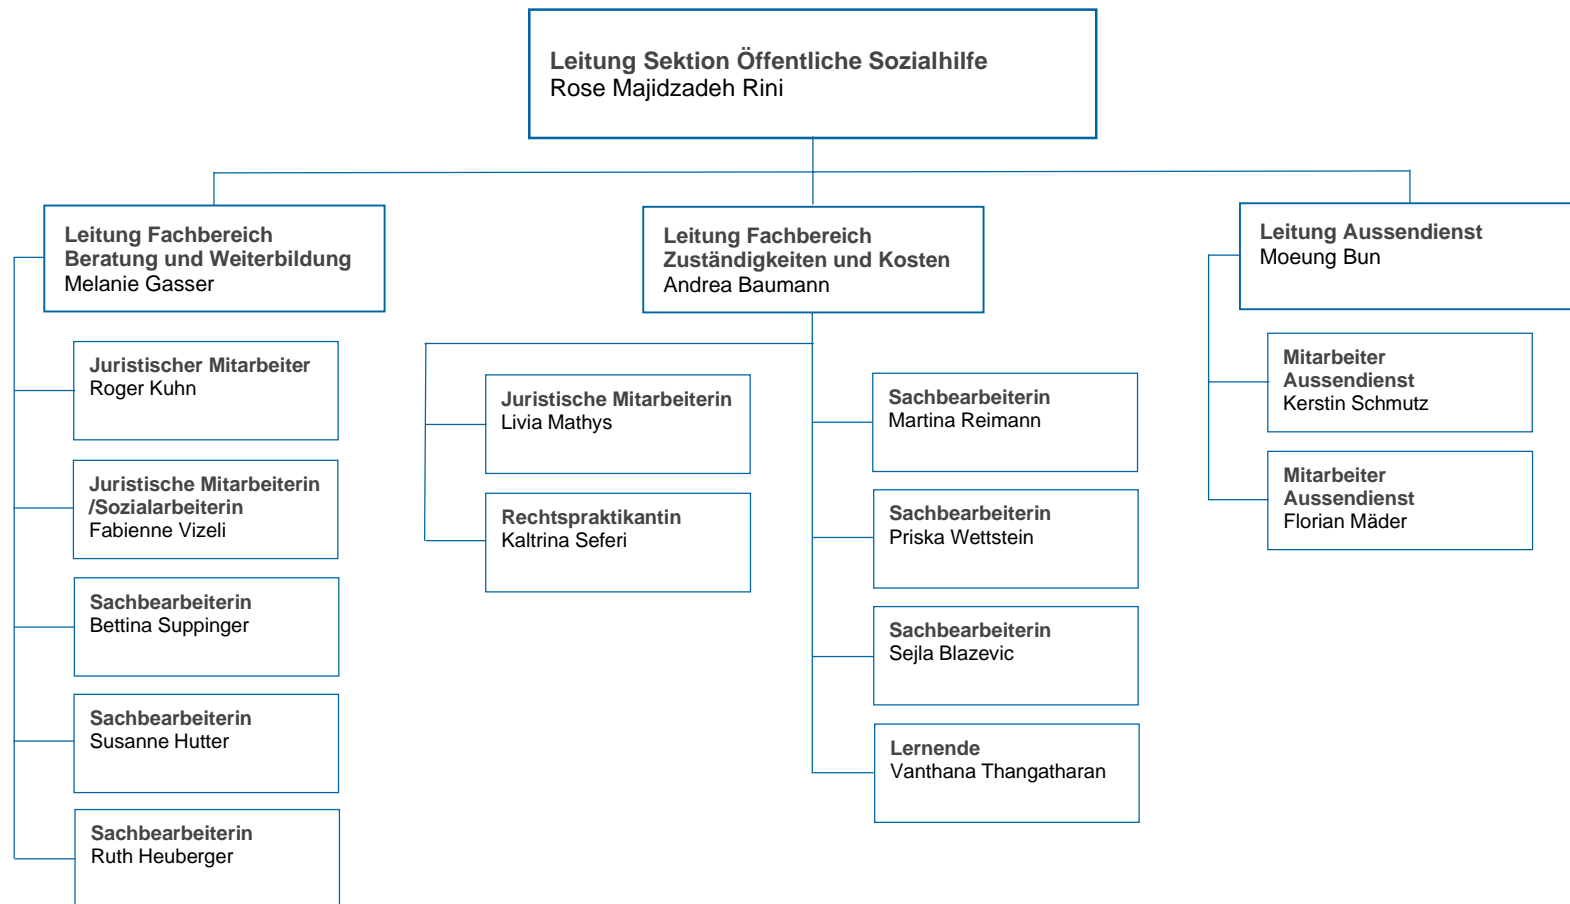 Leitung Sektion Öffentliche Sozialhilfe
Rose Majidzadeh Rini
Leitung Fachbereich
Beratung und Weiterbildung
Melanie Gasser
Juristischer Mitarbeiter
Roger Kuhn
Juristische Mitarbeiterin
/Sozialarbeiterin
Fabienne Vizeli
Sachbearbeiterin
Bettina Suppinger
Sachbearbeiterin
Susanne Hutter
Sachbearbeiterin
Ruth Heuberger
Leitung Fachbereich
Zuständigkeiten und Kosten
Andrea Baumann
Juristische Mitarbeiterin
Livia Mathys
Rechtspraktikantin
Kaltrina Seferi
Sachbearbeiterin
Martina Reimann
Sachbearbeiterin
Priska Wettstein
Sachbearbeiterin
Sejla Blazevic
Lernende
Vanthana Thangatharan
Leitung Aussendienst
Moeung Bun
Mitarbeiter
Aussendienst
Kerstin Schmutz
Mitarbeiter
Aussendienst
Florian Mäder